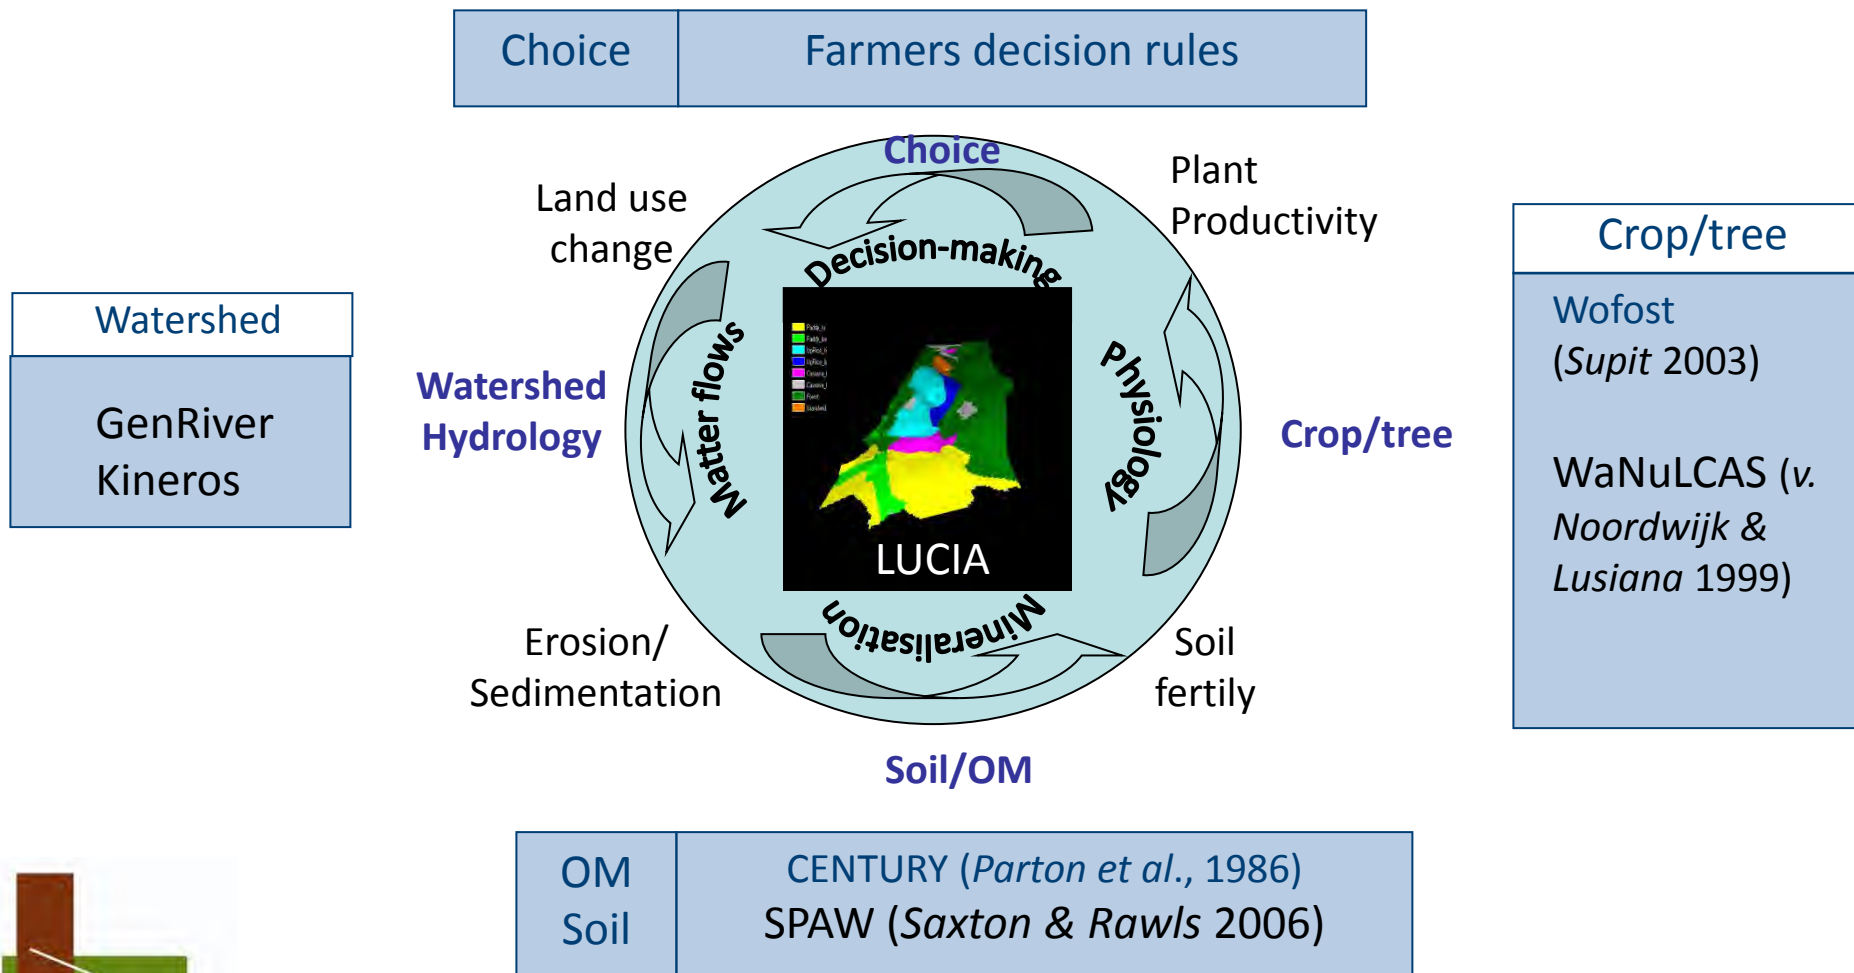 Choice
Farmers decision rules
Choice
Land use
change
Plant
Productivity
Decision-making
Crop/tree
Wofost
(Supit 2003)
WaNuLCAS (v.
Noordwijk &
Lusiana 1999)
Watershed
GenRiver
Kineros
Watershed
Hydrology
Matter flows
Physiology
Crop/tree
LUCIA
Mineralisation
Erosion/
Sedimentation
Soil
fertily
Soil/OM
OM
Soil
CENTURY (Parton et al., 1986)
SPAW (Saxton & Rawls 2006)